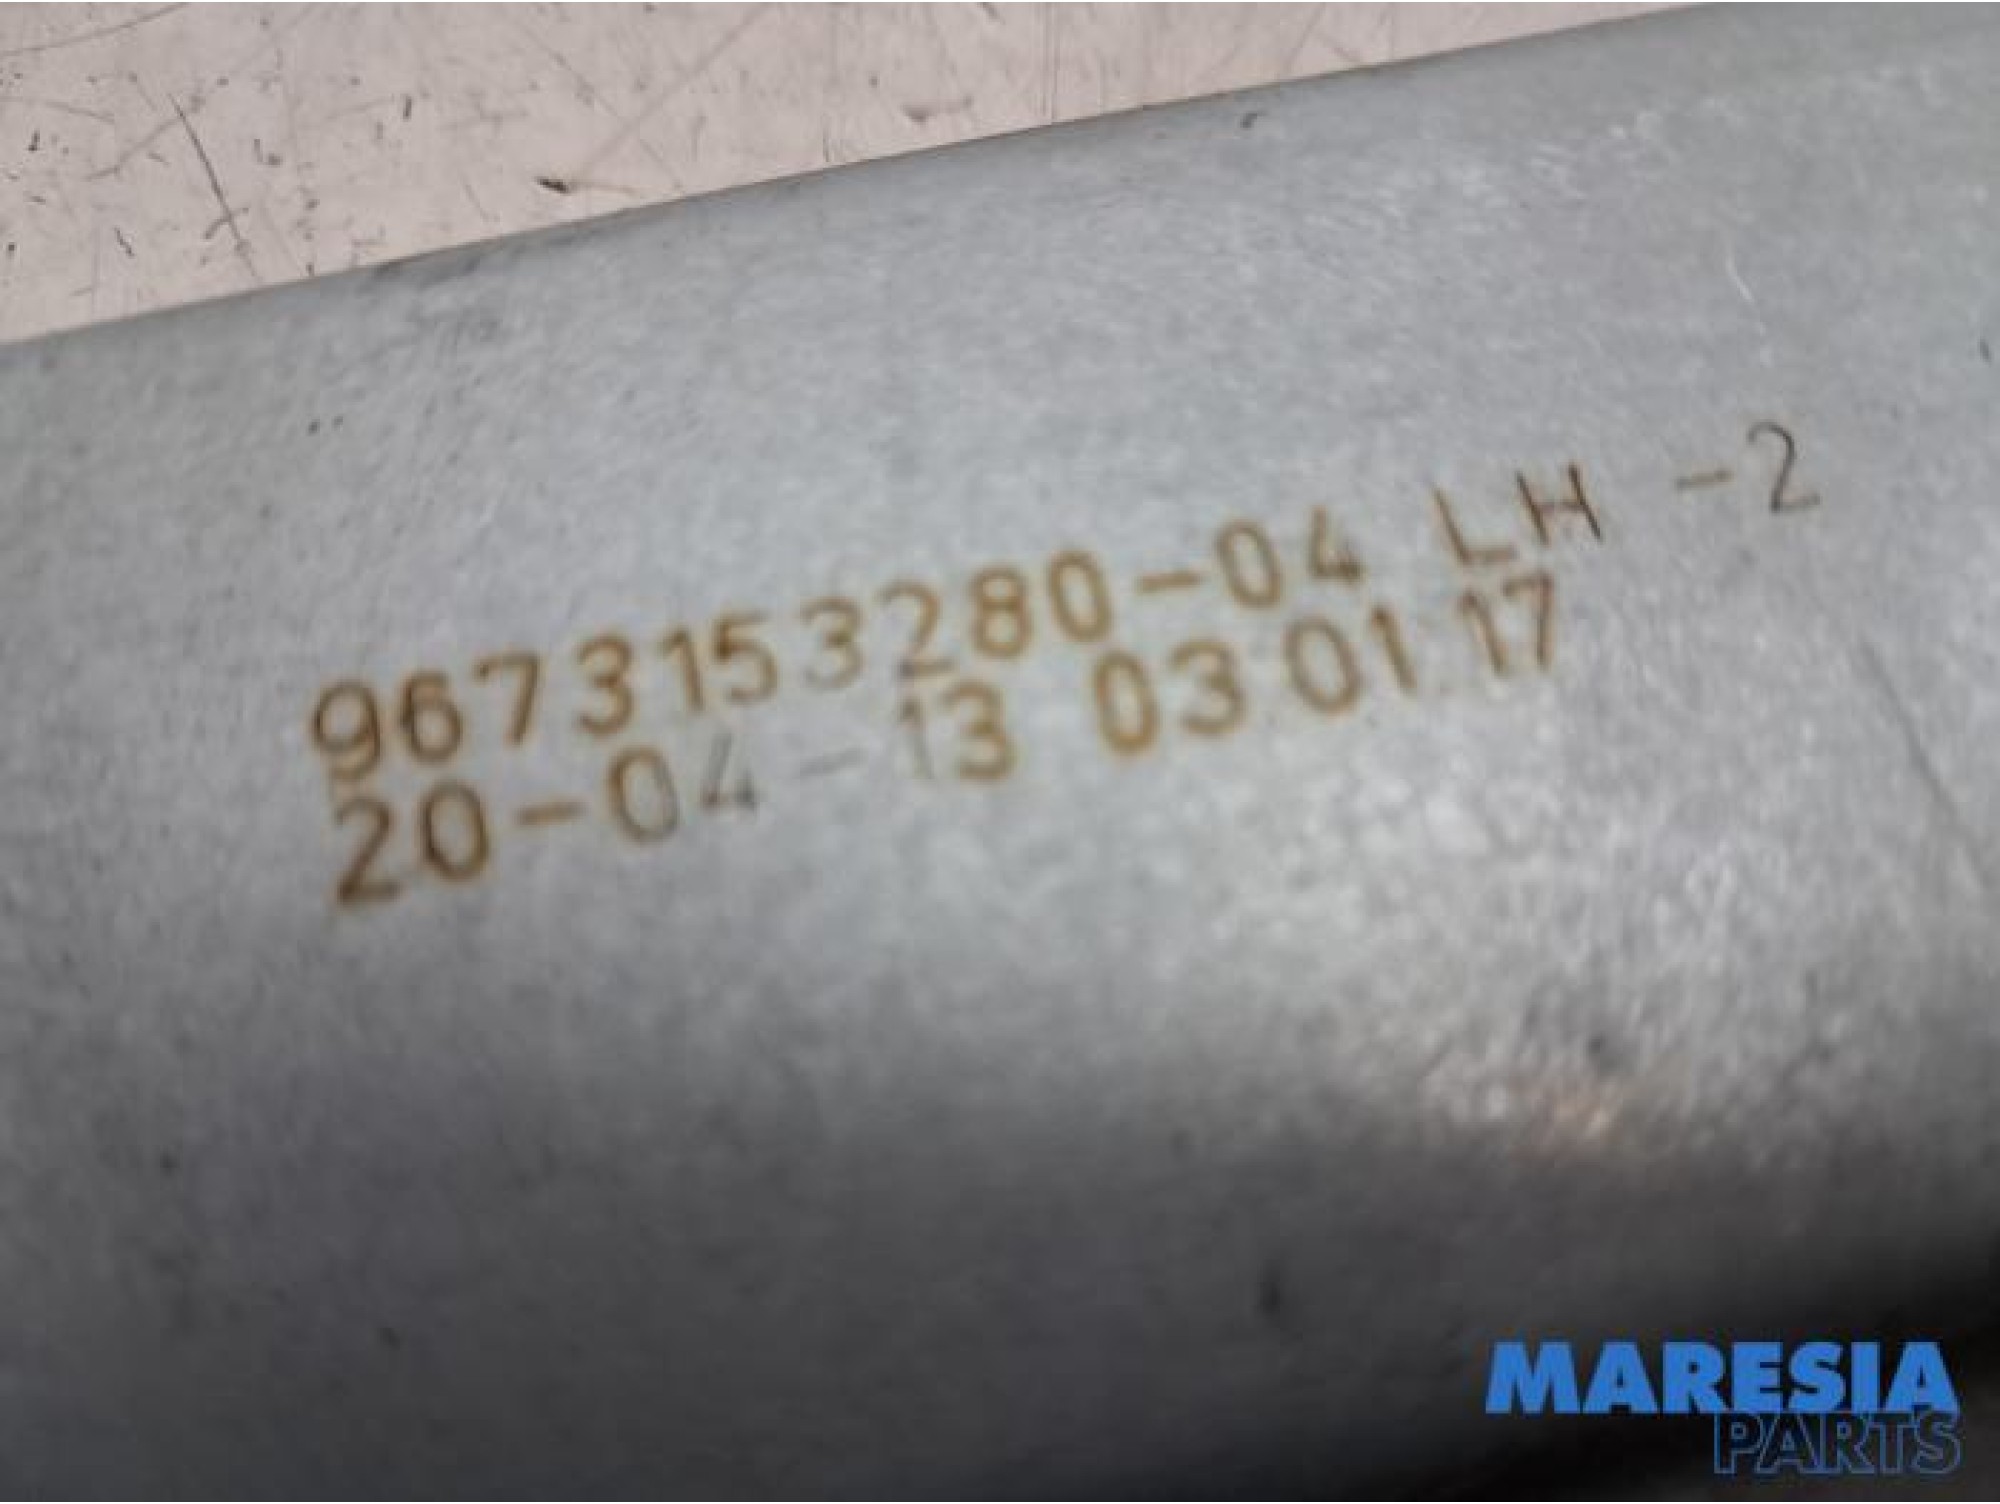 9673153280-04 LH -2
20-04-13 03 01 17
MARESIA
PARTS